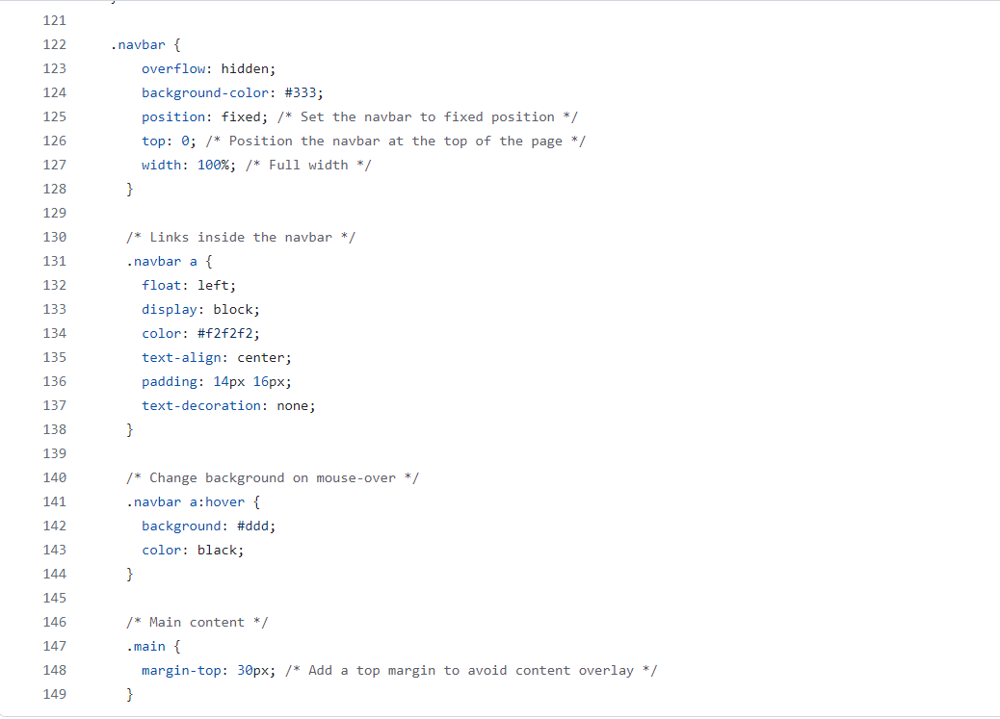 121
122 .navbar {
123 overflow: hidden;
124 background-color: #333;
125 position: fixed; /* Set the navbar to fixed position */
126 top: 0; /* Position the navbar at the top of the page */
127 width: 100%; /* Full width */
128 }
129
130 /* Links inside the navbar */
131 .navbar a {
132 float: left;
133 display: block;
134 color: #f2f2f2;
135 text-align: center;
136 padding: 14px 16px;
137 text-decoration: none;
138 }
139
140 /* Change background on mouse-over */
141 .navbar a:hover {
142 background: #ddd;
143 color: black;
144 }
145
146 /* Main content */
147 .main {
148 margin-top: 30px; /* Add a top margin to avoid content overlay */
149 }